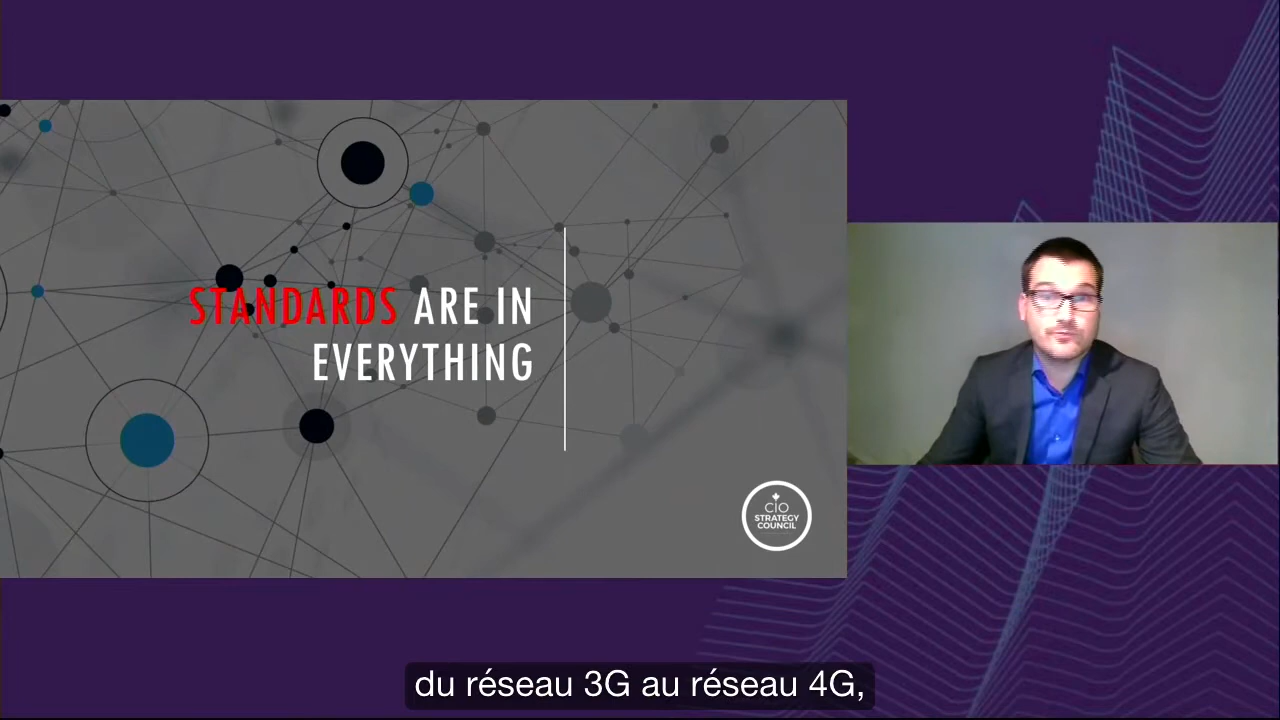 STANDARDS ARE IN
EVERYTHING
CIO
STRATEGY
COUNCIL
du réseau 3G au réseau 4G,